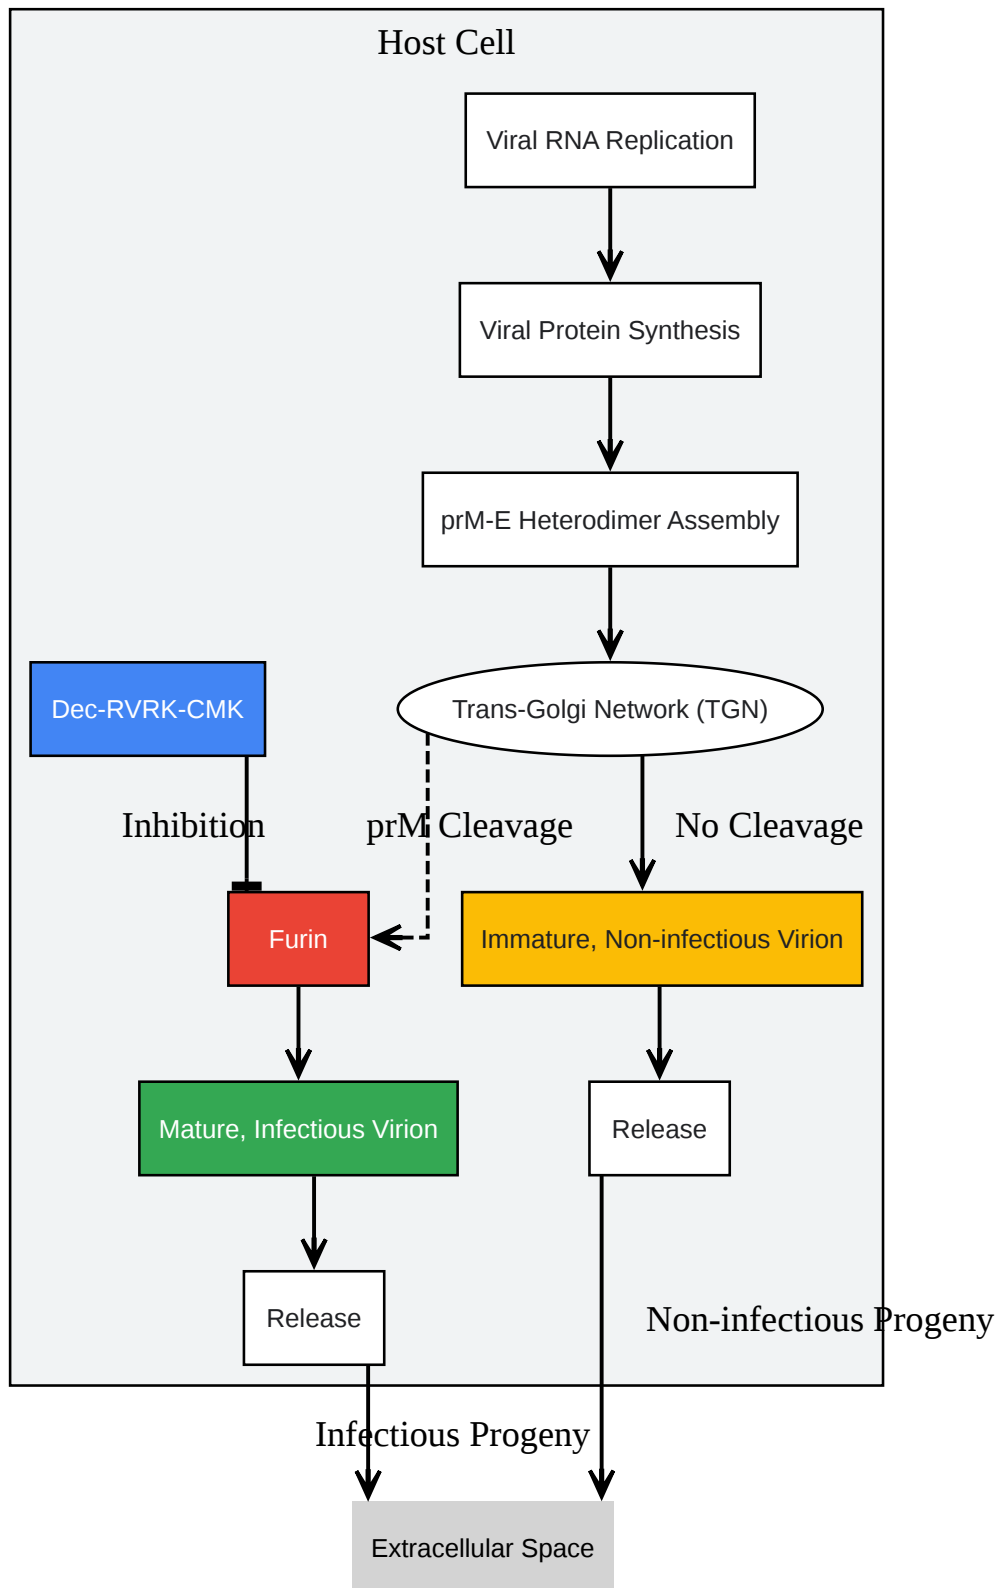 Host Cell
Viral RNA Replication
Viral Protein Synthesis
prM-E Heterodimer Assembly
Dec-RVRK-CMK
Trans-Golgi Network (TGN)
Inhibition
prM Cleavage
No Cleavage
Furin
Immature, Non-infectious Virion
Mature, Infectious Virion
Release
Release
Non-infectious Progeny
Infectious Progeny
Extracellular Space